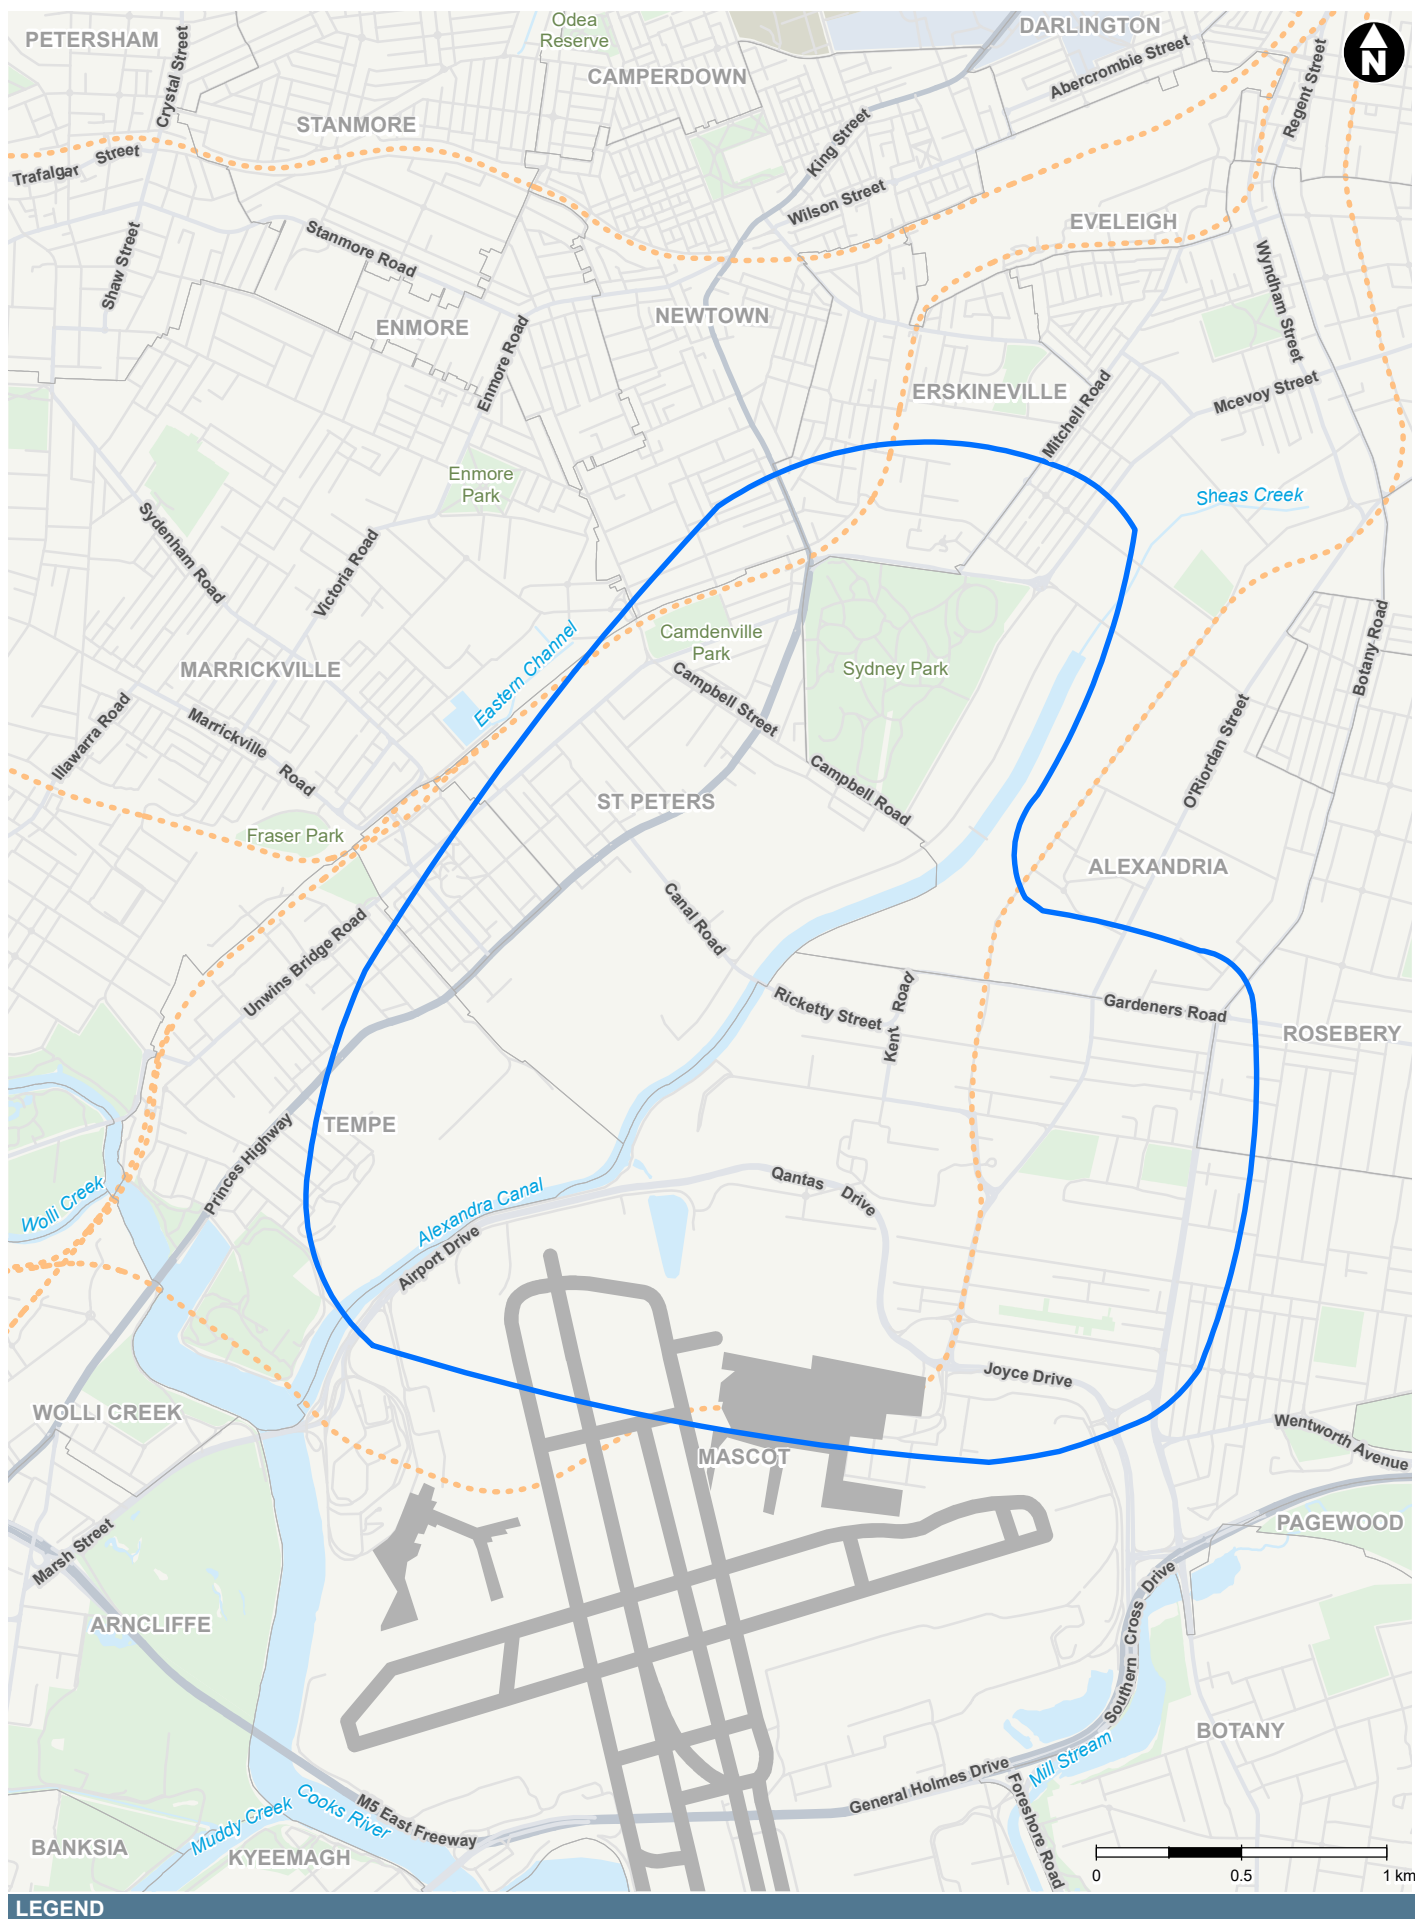 PETERSHAM
Crystal Street
Odea
Reserve
DARLINGTON
N
CAMPERDOWN
Abercrombie Street
Regent Street
STANMORE
King Street
Trafalgar Street
Wilson Street
EVELEIGH
Shaw Street
Stanmore Road
Wyndham Street
ENMORE
NEWTOWN
Enmore Road
ERSKINEVILLE
Mitchell Road
Mcevoy Street
Enmore
Park
Sheas Creek
Sydenham Road
Victoria Road
Camdenville
Park
Botany Road
MARRICKVILLE
Eastern Channel
Sydney Park
Campbell Street
Illawarra Road
Marrickville Road
O'Riordan Street
ST PETERS
Campbell Road
Fraser Park
ALEXANDRIA
Canal Road
Unwins Bridge Road
Ricketty Street
Kent Road
Gardeners Road
ROSEBERY
TEMPE
Princes Highway
Qantas Drive
Wolli Creek
Alexandra Canal
Airport Drive
Joyce Drive
WOLLI CREEK
Wentworth Avenue
MASCOT
PAGEWOOD
Marsh Street
Southern Cross Drive
ARNCLIFFE
BOTANY
Mill Stream
General Holmes Drive
Foreshore Road
Muddy Creek
Cooks River
M5 East Freeway
BANKSIA
KYEEMAGH
0 0.5 1 km
LEGEND